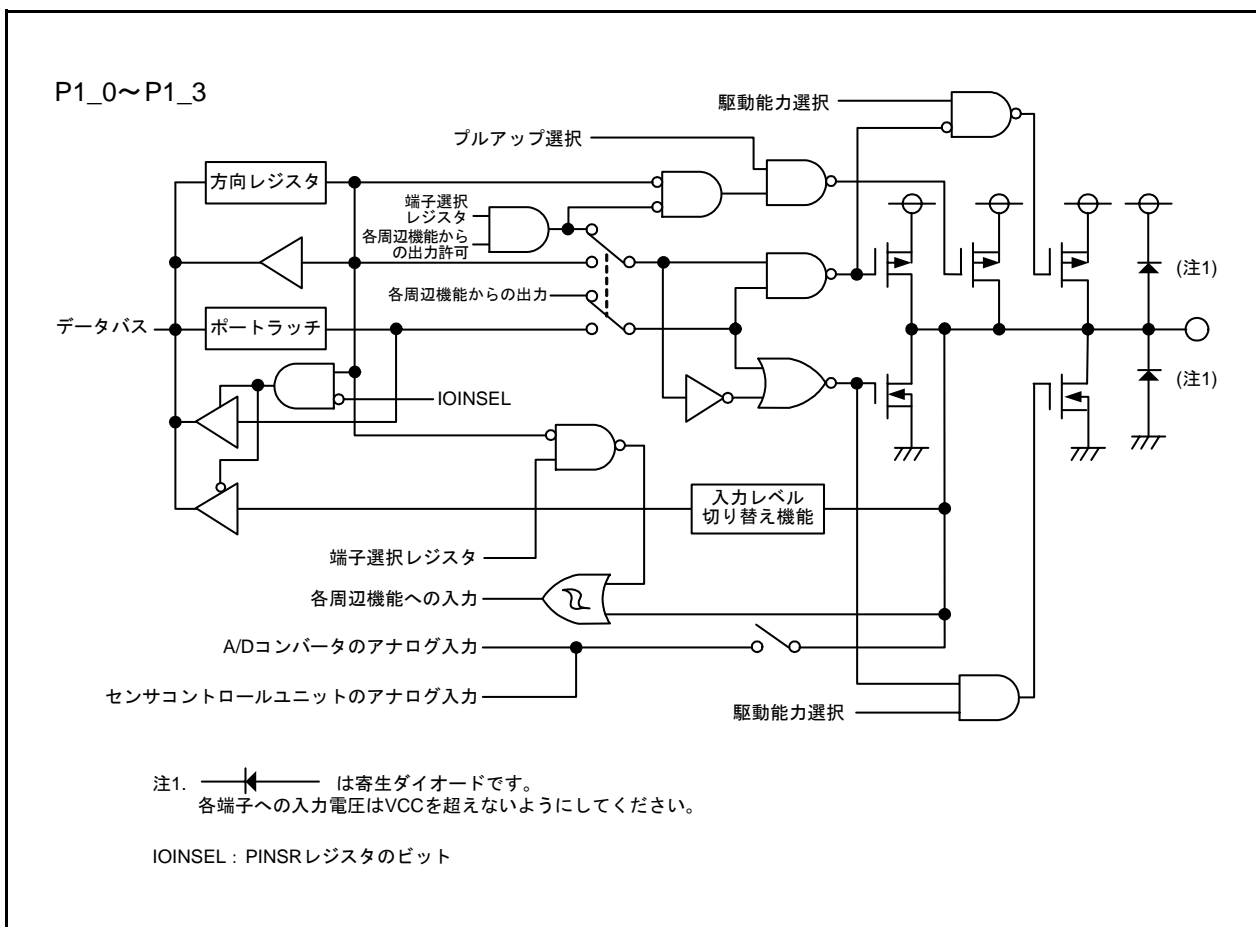 P1_0～P1_3
駆動能力選択
プルアップ選択
方向レジスタ
端子選択
レジスタ
各周辺機能から
の出力許可
(注1)
各周辺機能からの出力
データバス
ポートラッチ
(注1)
IOINSEL
入力レベル
切り替え機能
端子選択レジスタ
各周辺機能への入力
A/Dコンバータのアナログ入力
センサコントロールユニットのアナログ入力
駆動能力選択
注1. は寄生ダイオードです。
各端子への入力電圧はVCCを超えないようにしてください。
IOINSEL : PINSRレジスタのビット